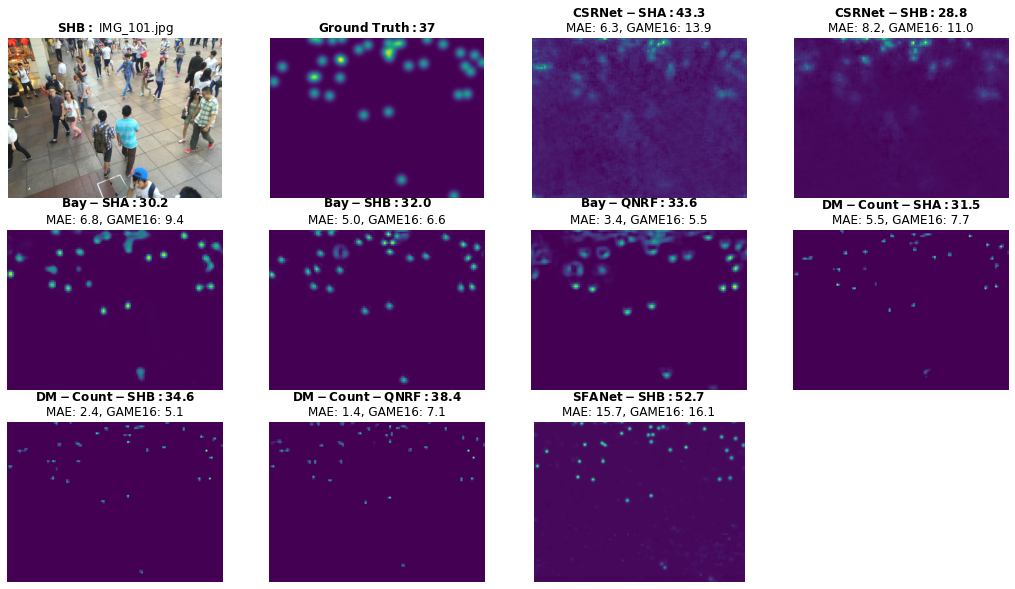 SHB: IMG_101.jpg
Ground Truth:37
CSRNet-SHA:43.3
MAE: 6.3, GAME16: 13.9
CSRNet-SHB:28.8
MAE: 8.2, GAME16: 11.0
Bay-SHA:30.2
MAE: 6.8, GAME16: 9.4
Bay-SHB:32.0
MAE: 5.0, GAME16: 6.6
Bay-QNRF:33.6
MAE: 3.4, GAME16: 5.5
DM-Count-SHA:31.5
MAE: 5.5, GAME16: 7.7
DM-Count-SHB:34.6
MAE: 2.4, GAME16: 5.1
DM-Count-QNRF:38.4
MAE: 1.4, GAME16: 7.1
SFANet-SHB:52.7
MAE: 15.7, GAME16: 16.1